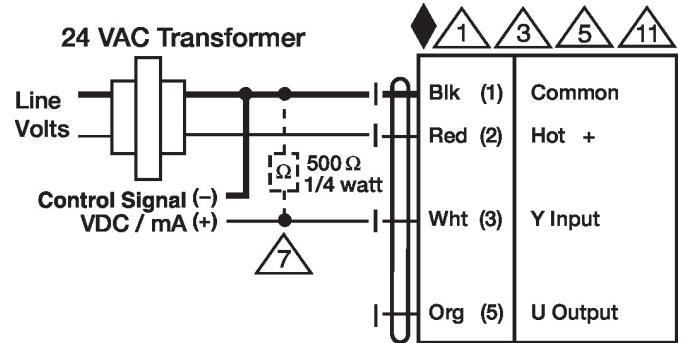 24 VAC Transformer
1 3 5 11
Line
Volts
Blk (1) Common
Red (2) Hot +
Ω 500 Ω
1/4 watt
Control Signal (–)
VDC / mA (+)
Wht (3) Y Input
7
Org (5) U Output